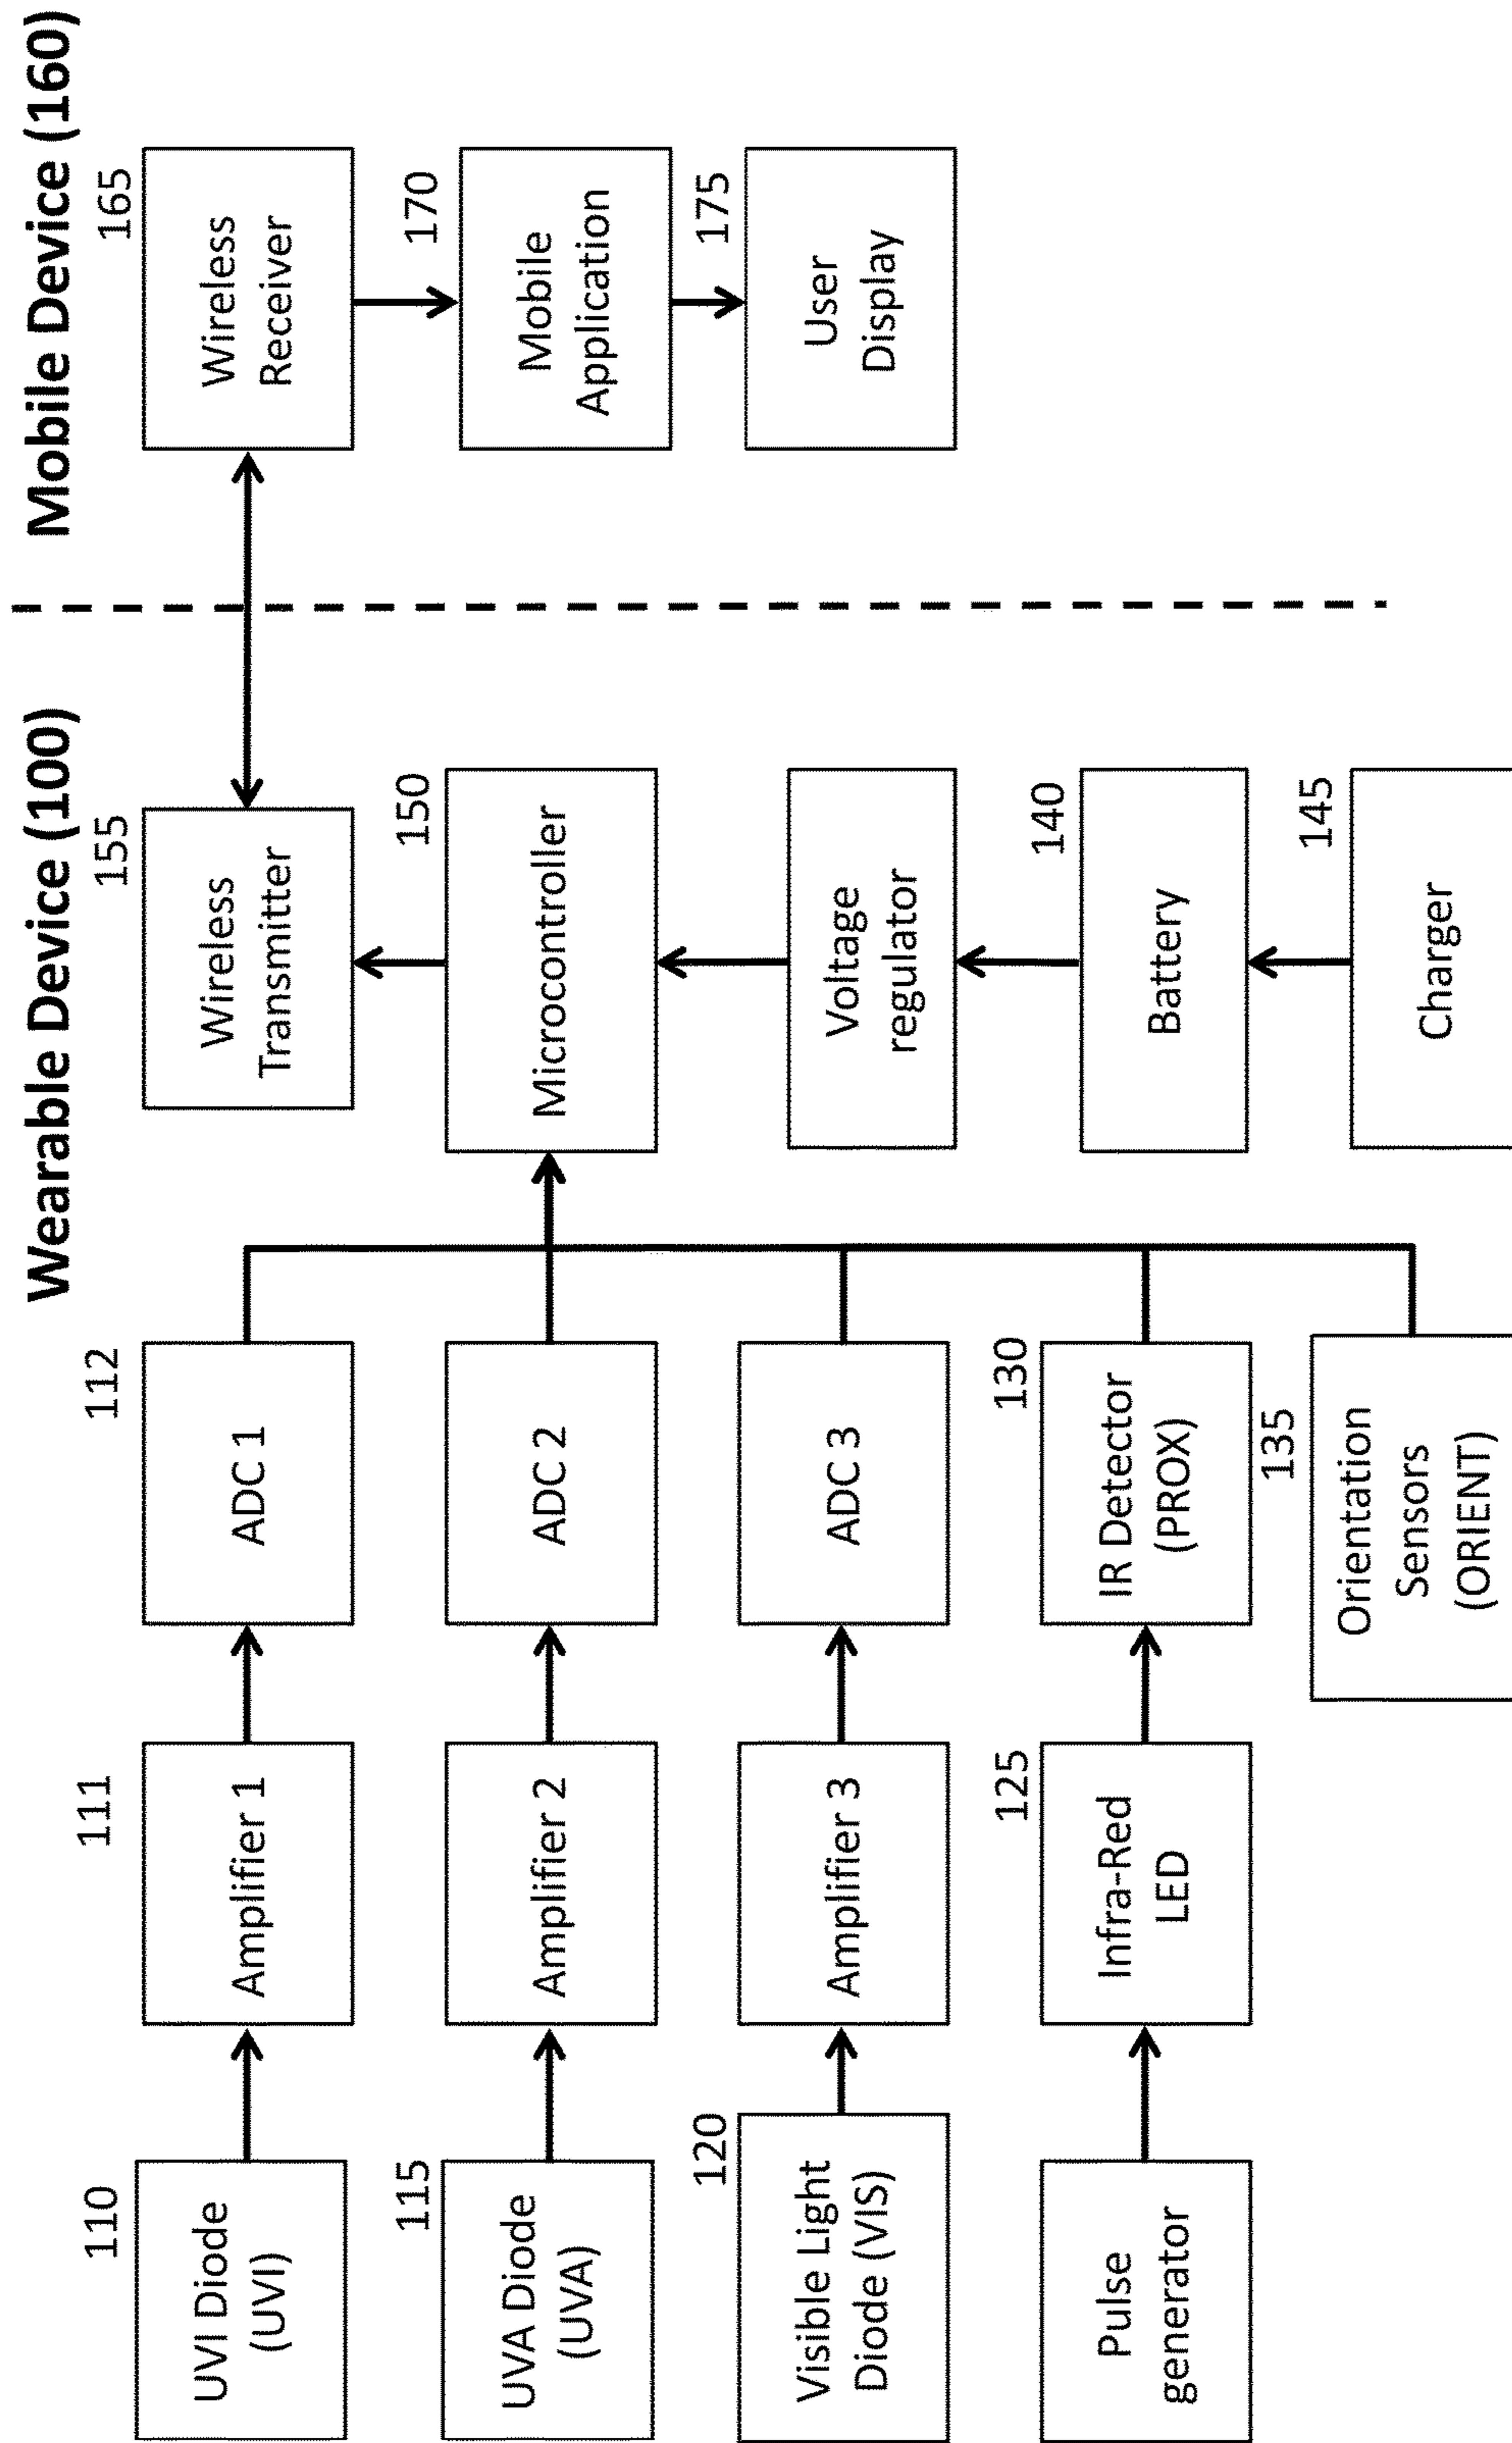 Wearable Device (100)
Mobile Device (160)
110
UVI Diode
(UVI)
111
Amplifier 1
112
ADC 1
155
Wireless
Transmitter
165
Wireless
Receiver
115
UVA Diode
(UVA)
Amplifier 2
ADC 2
150
Microcontroller
170
Mobile
Application
120
Visible Light
Diode (VIS)
Amplifier 3
ADC 3
Voltage
regulator
175
User
Display
Pulse
generator
125
Infra-Red
LED
130
IR Detector
(PROX)
140
Battery
135
Orientation
Sensors
(ORIENT)
145
Charger